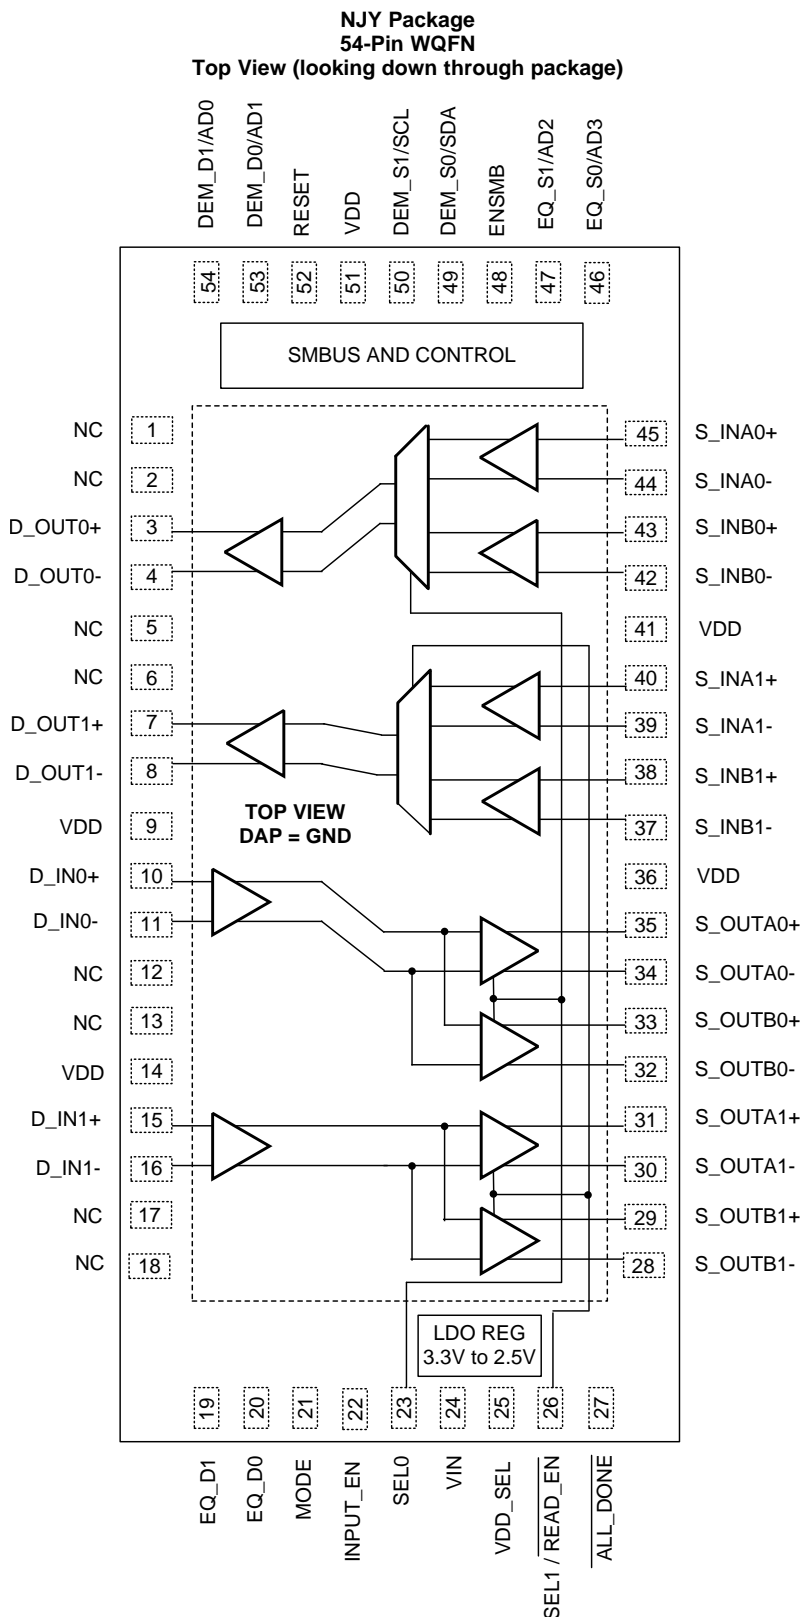 NJY Package
54-Pin WQFN
Top View (looking down through package)
DEM_D1/AD0
DEM_D0/AD1
RESET
VDD
DEM_S1/SCL
DEM_S0/SDA
ENSMB
EQ_S1/AD2
EQ_S0/AD3
54
53
52
51
50
49
48
47
46
SMBUS AND CONTROL
NC 1
45 S_INA0+
NC 2
44 S_INA0-
D_OUT0+ 3
43 S_INB0+
D_OUT0- 4
42 S_INB0-
NC 5
41 VDD
NC 6
40 S_INA1+
D_OUT1+ 7
39 S_INA1-
D_OUT1- 8
38 S_INB1+
TOP VIEW
DAP = GND
VDD 9
37 S_INB1-
D_IN0+ 10
36 VDD
D_IN0- 11
35 S_OUTA0+
NC 12
34 S_OUTA0-
NC 13
33 S_OUTB0+
VDD 14
32 S_OUTB0-
D_IN1+ 15
31 S_OUTA1+
D_IN1- 16
30 S_OUTA1-
NC 17
29 S_OUTB1+
NC 18
28 S_OUTB1-
LDO REG
3.3V to 2.5V
19
20
21
22
23
24
25
26
27
EQ_D1
EQ_D0
MODE
INPUT_EN
SEL0
VIN
VDD_SEL
SEL1 / READ_EN
ALL_DONE